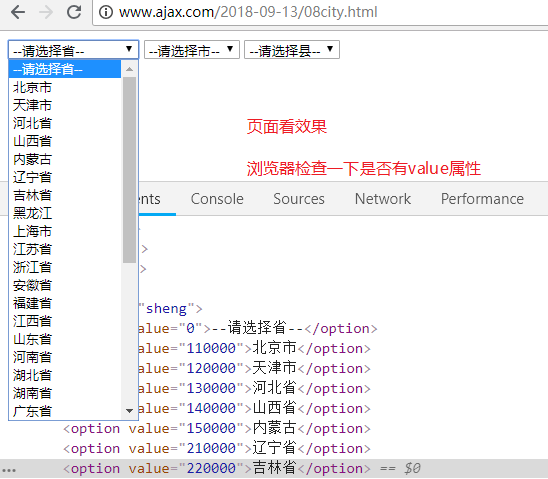 www.ajax.com/2018-09-13/08city.html
--请选择省-- --请选择市-- --请选择县--
--请选择省--
北京市
天津市
河北省
山西省
内蒙古
辽宁省
吉林省
黑龙江
上海市
江苏省
浙江省
安徽省
福建省
江西省
山东省
河南省
湖北省
湖南省
广东省
页面看效果
浏览器检查一下是否有value属性
ents Console Sources Network Performance
>
>
>
"sheng">
value="0">--请选择省--</option>
value="110000">北京市</option>
value="120000">天津市</option>
value="130000">河北省</option>
value="140000">山西省</option>
<option value="150000">内蒙古</option>
<option value="210000">辽宁省</option>
... <option value="220000">吉林省</option> == $0